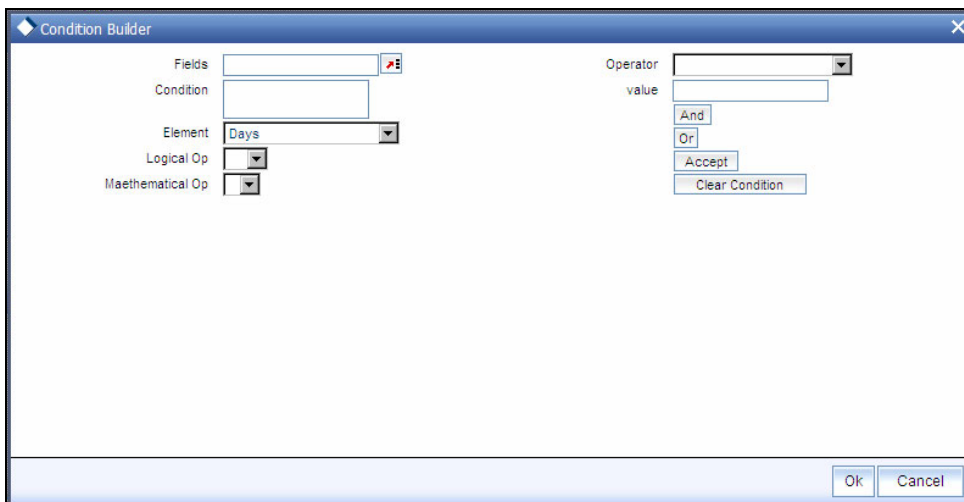 Condition Builder
Fields
Operator
Condition
value
And
Element Days
Or
Logical Op
Accept
Maethematical Op
Clear Condition
Ok
Cancel